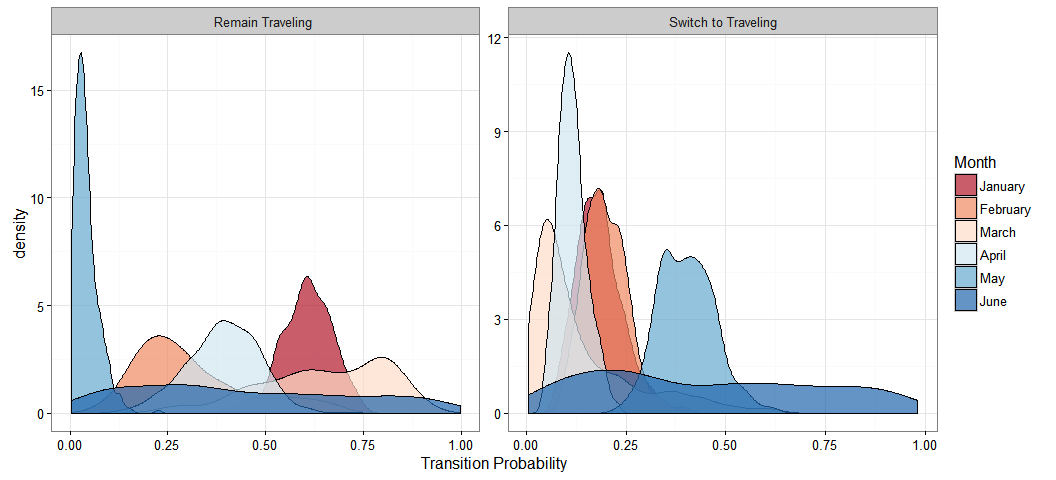 Remain Traveling
Switch to Traveling
density
15
10
5
0
12
9
6
3
0
0.00 0.25 0.50 0.75 1.00
0.00 0.25 0.50 0.75 1.00
Transition Probability
Month
January
February
March
April
May
June